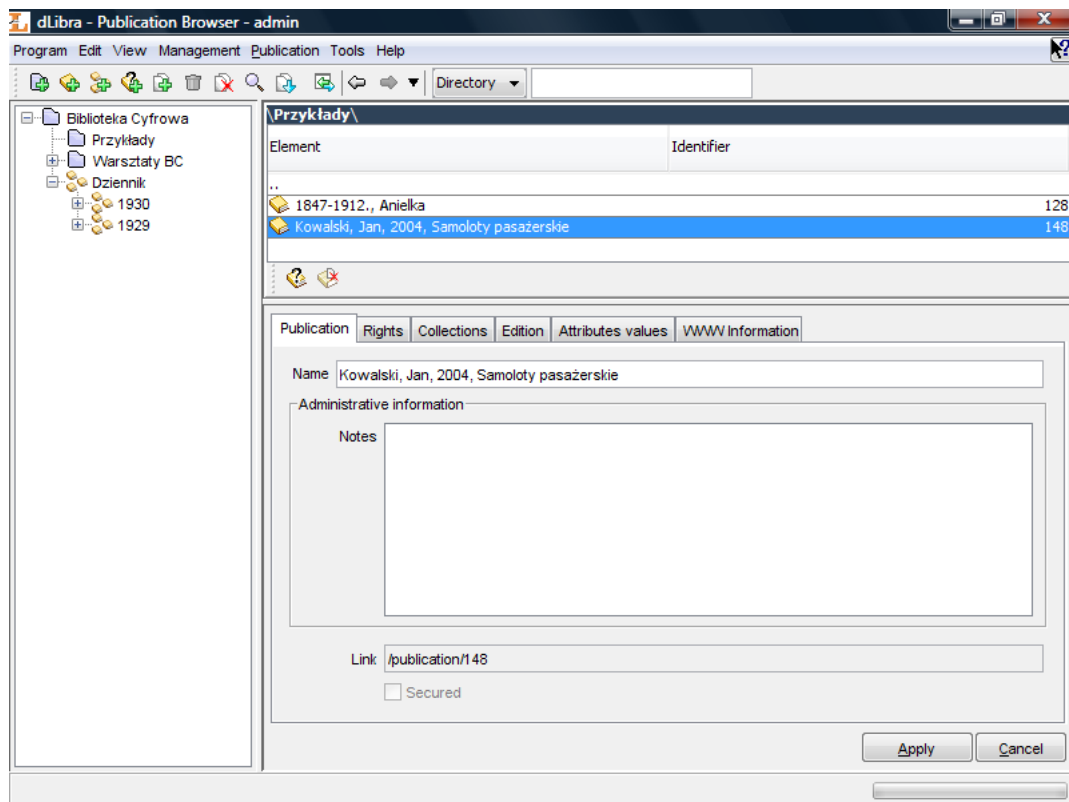 dLibra - Publication Browser - admin
Program Edit View Management Publication Tools Help
Directory
Biblioteka Cyfrowa
Przykłady
Warsztaty BC
Dziennik
1930
1929
\Przykłady\
Element Identifier
..
1847-1912., Anielka 128
Kowalski, Jan, 2004, Samoloty pasażerskie 148
Publication Rights Collections Edition Attributes values WWW Information
Name Kowalski, Jan, 2004, Samoloty pasażerskie
Administrative information
Notes
Link /publication/148
Secured
Apply Cancel